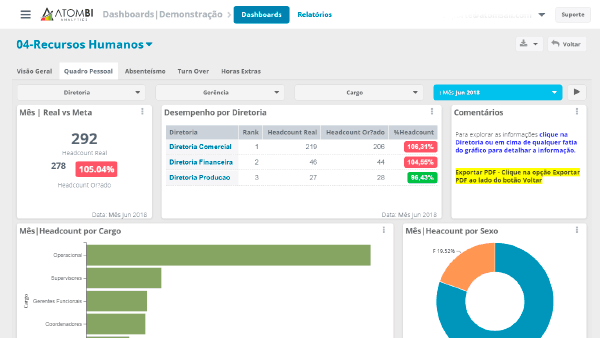 ATOMBI
ANALYTICS
Dashboards|Demonstração
Dashboards
Relatórios
Suporte
04-Recursos Humanos
Voltar
Visão Geral
Quadro Pessoal
Absenteísmo
Turn Over
Horas Extras
Diretoria
Gerência
Cargo
: Mês jun 2018
Mês | Real vs Meta
292
Headcount Real
278
105.04%
Headcount Or?ado
Data: Mês jun 2018
Desempenho por Diretoria
Diretoria Rank Headcount Real Headcount Or?ado %Headcount
Diretoria Comercial 1 219 206 106,31%
Diretoria Financeira 2 46 44 104,55%
Diretoria Producao 3 27 28 96,43%
Data: Mês jun 2018
Comentários
Para explorar as informações clique na
Diretoria ou em cima de qualquer fatia
do gráfico para detalhar a informação.
Exportar PDF - Clique na opção Exportar
PDF ao lado do botão Voltar
Mês|Headcount por Cargo
Cargo
Operacional
Supervisores
Gerentes Funcionais
Coordenadores
Mês|Heacount por Sexo
F 19.52%